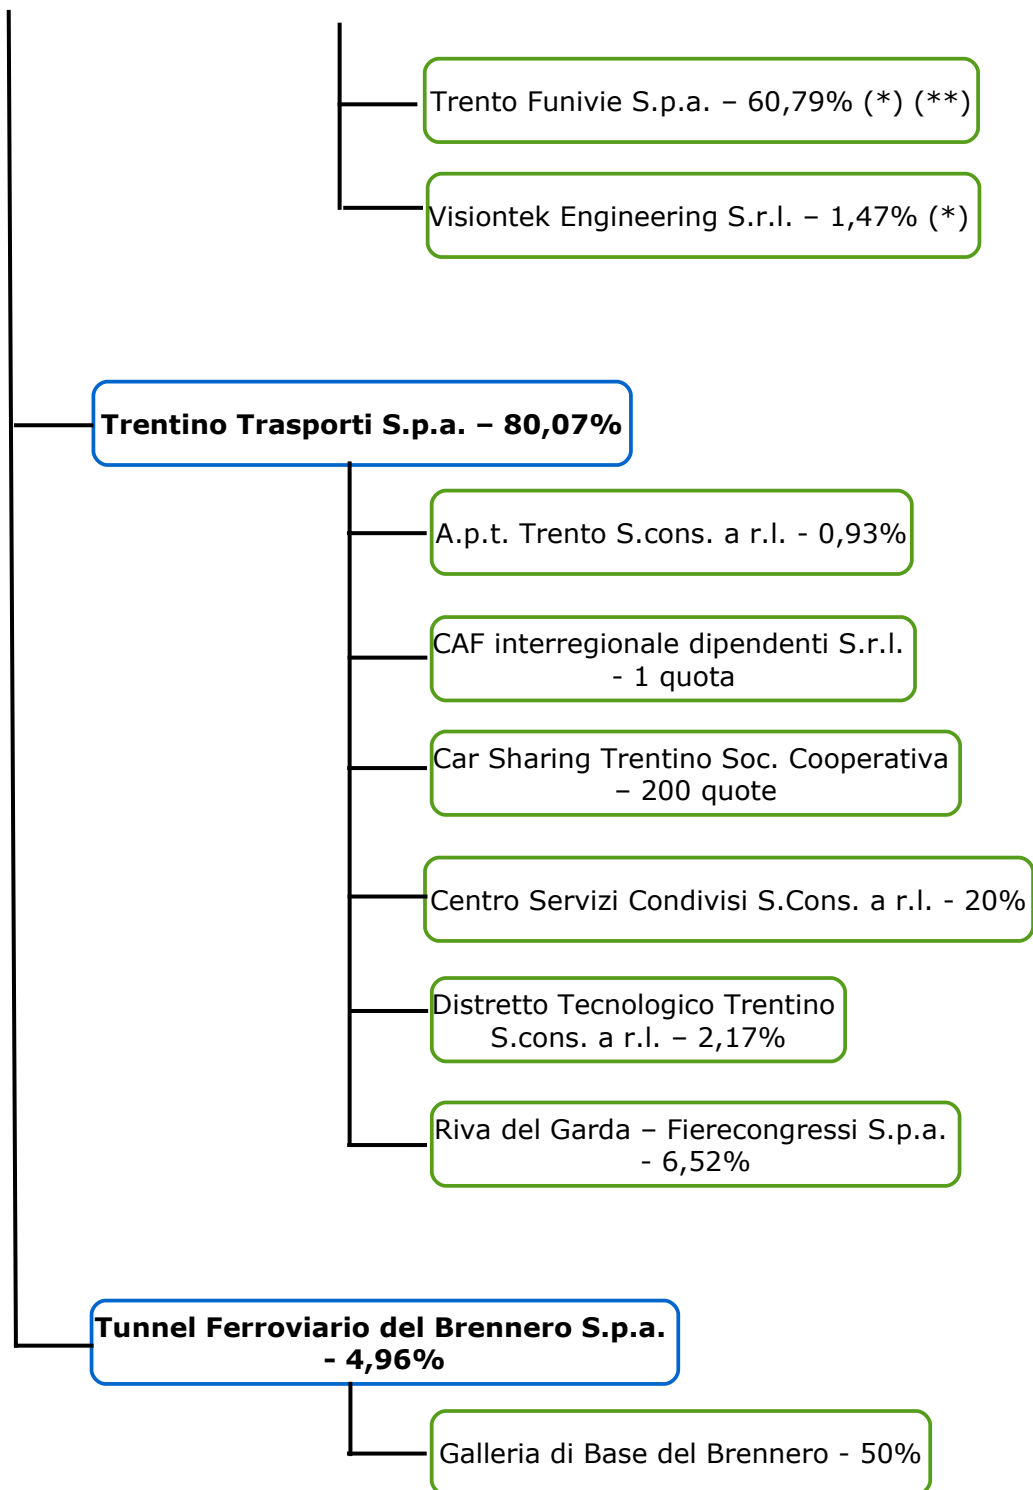 Trento Funivie S.p.a. – 60,79% (*) (**)
Visiontek Engineering S.r.l. – 1,47% (*)
Trentino Trasporti S.p.a. – 80,07%
A.p.t. Trento S.cons. a r.l. - 0,93%
CAF interregionale dipendenti S.r.l.
- 1 quota
Car Sharing Trentino Soc. Cooperativa
– 200 quote
Centro Servizi Condivisi S.Cons. a r.l. - 20%
Distretto Tecnologico Trentino
S.cons. a r.l. – 2,17%
Riva del Garda – Fierecongressi S.p.a.
- 6,52%
Tunnel Ferroviario del Brennero S.p.a.
- 4,96%
Galleria di Base del Brennero - 50%